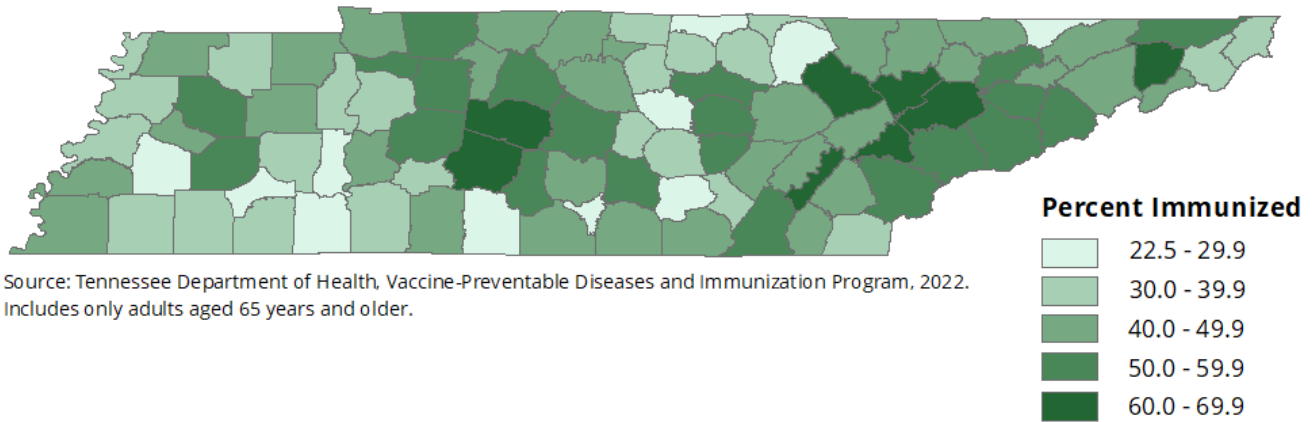 Percent Immunized
22.5 - 29.9
30.0 - 39.9
40.0 - 49.9
50.0 - 59.9
60.0 - 69.9
Source: Tennessee Department of Health, Vaccine-Preventable Diseases and Immunization Program, 2022.
Includes only adults aged 65 years and older.